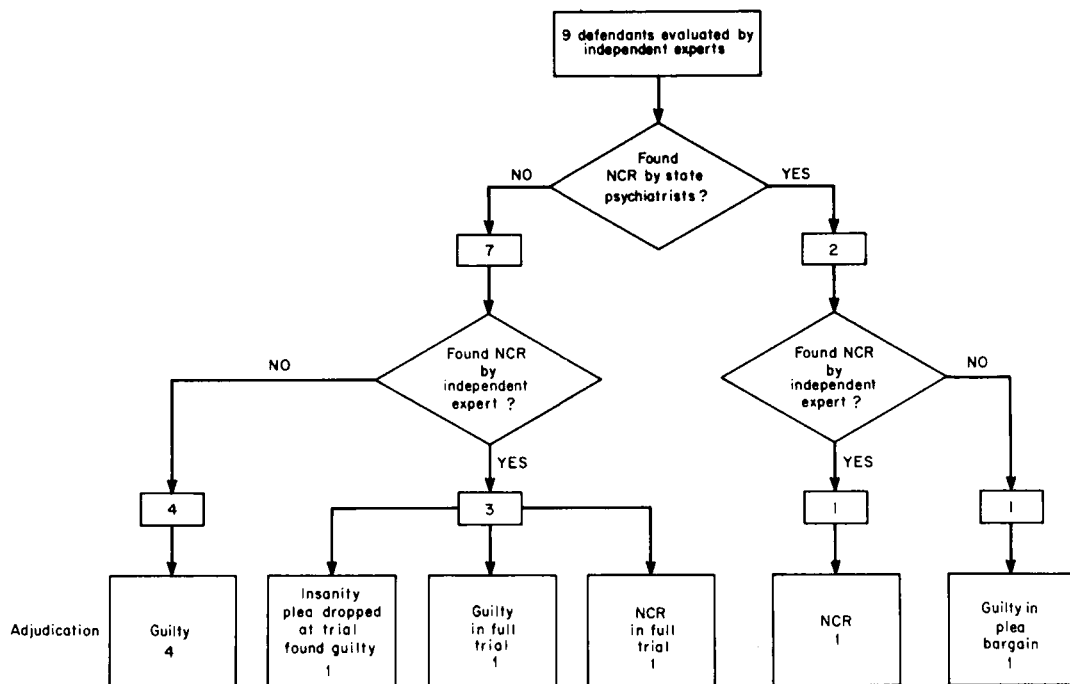 9 defendants evaluated by
independent experts
Found
NCR by state
psychiatrists?
NO
YES
7
2
Found NCR
by
independent
expert ?
NO
YES
Found NCR
by
independent
expert ?
NO
YES
4
3
1
1
Adjudication
Guilty
4
Insanity
plea dropped
at trial
found guilty
1
Guilty
in full
trial
1
NCR
in full
trial
1
NCR
1
Guilty in
plea
bargain
1